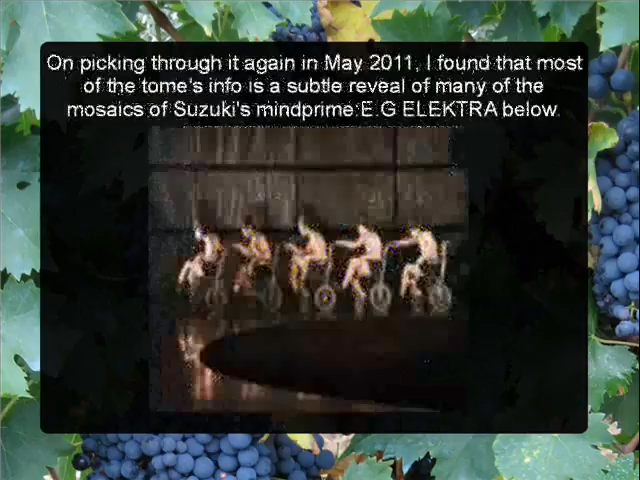 On picking through it again in May 2011, I found that most
of the tome's info is a subtle reveal of many of the
mosaics of Suzuki's mindprime.E.G ELEKTRA below.